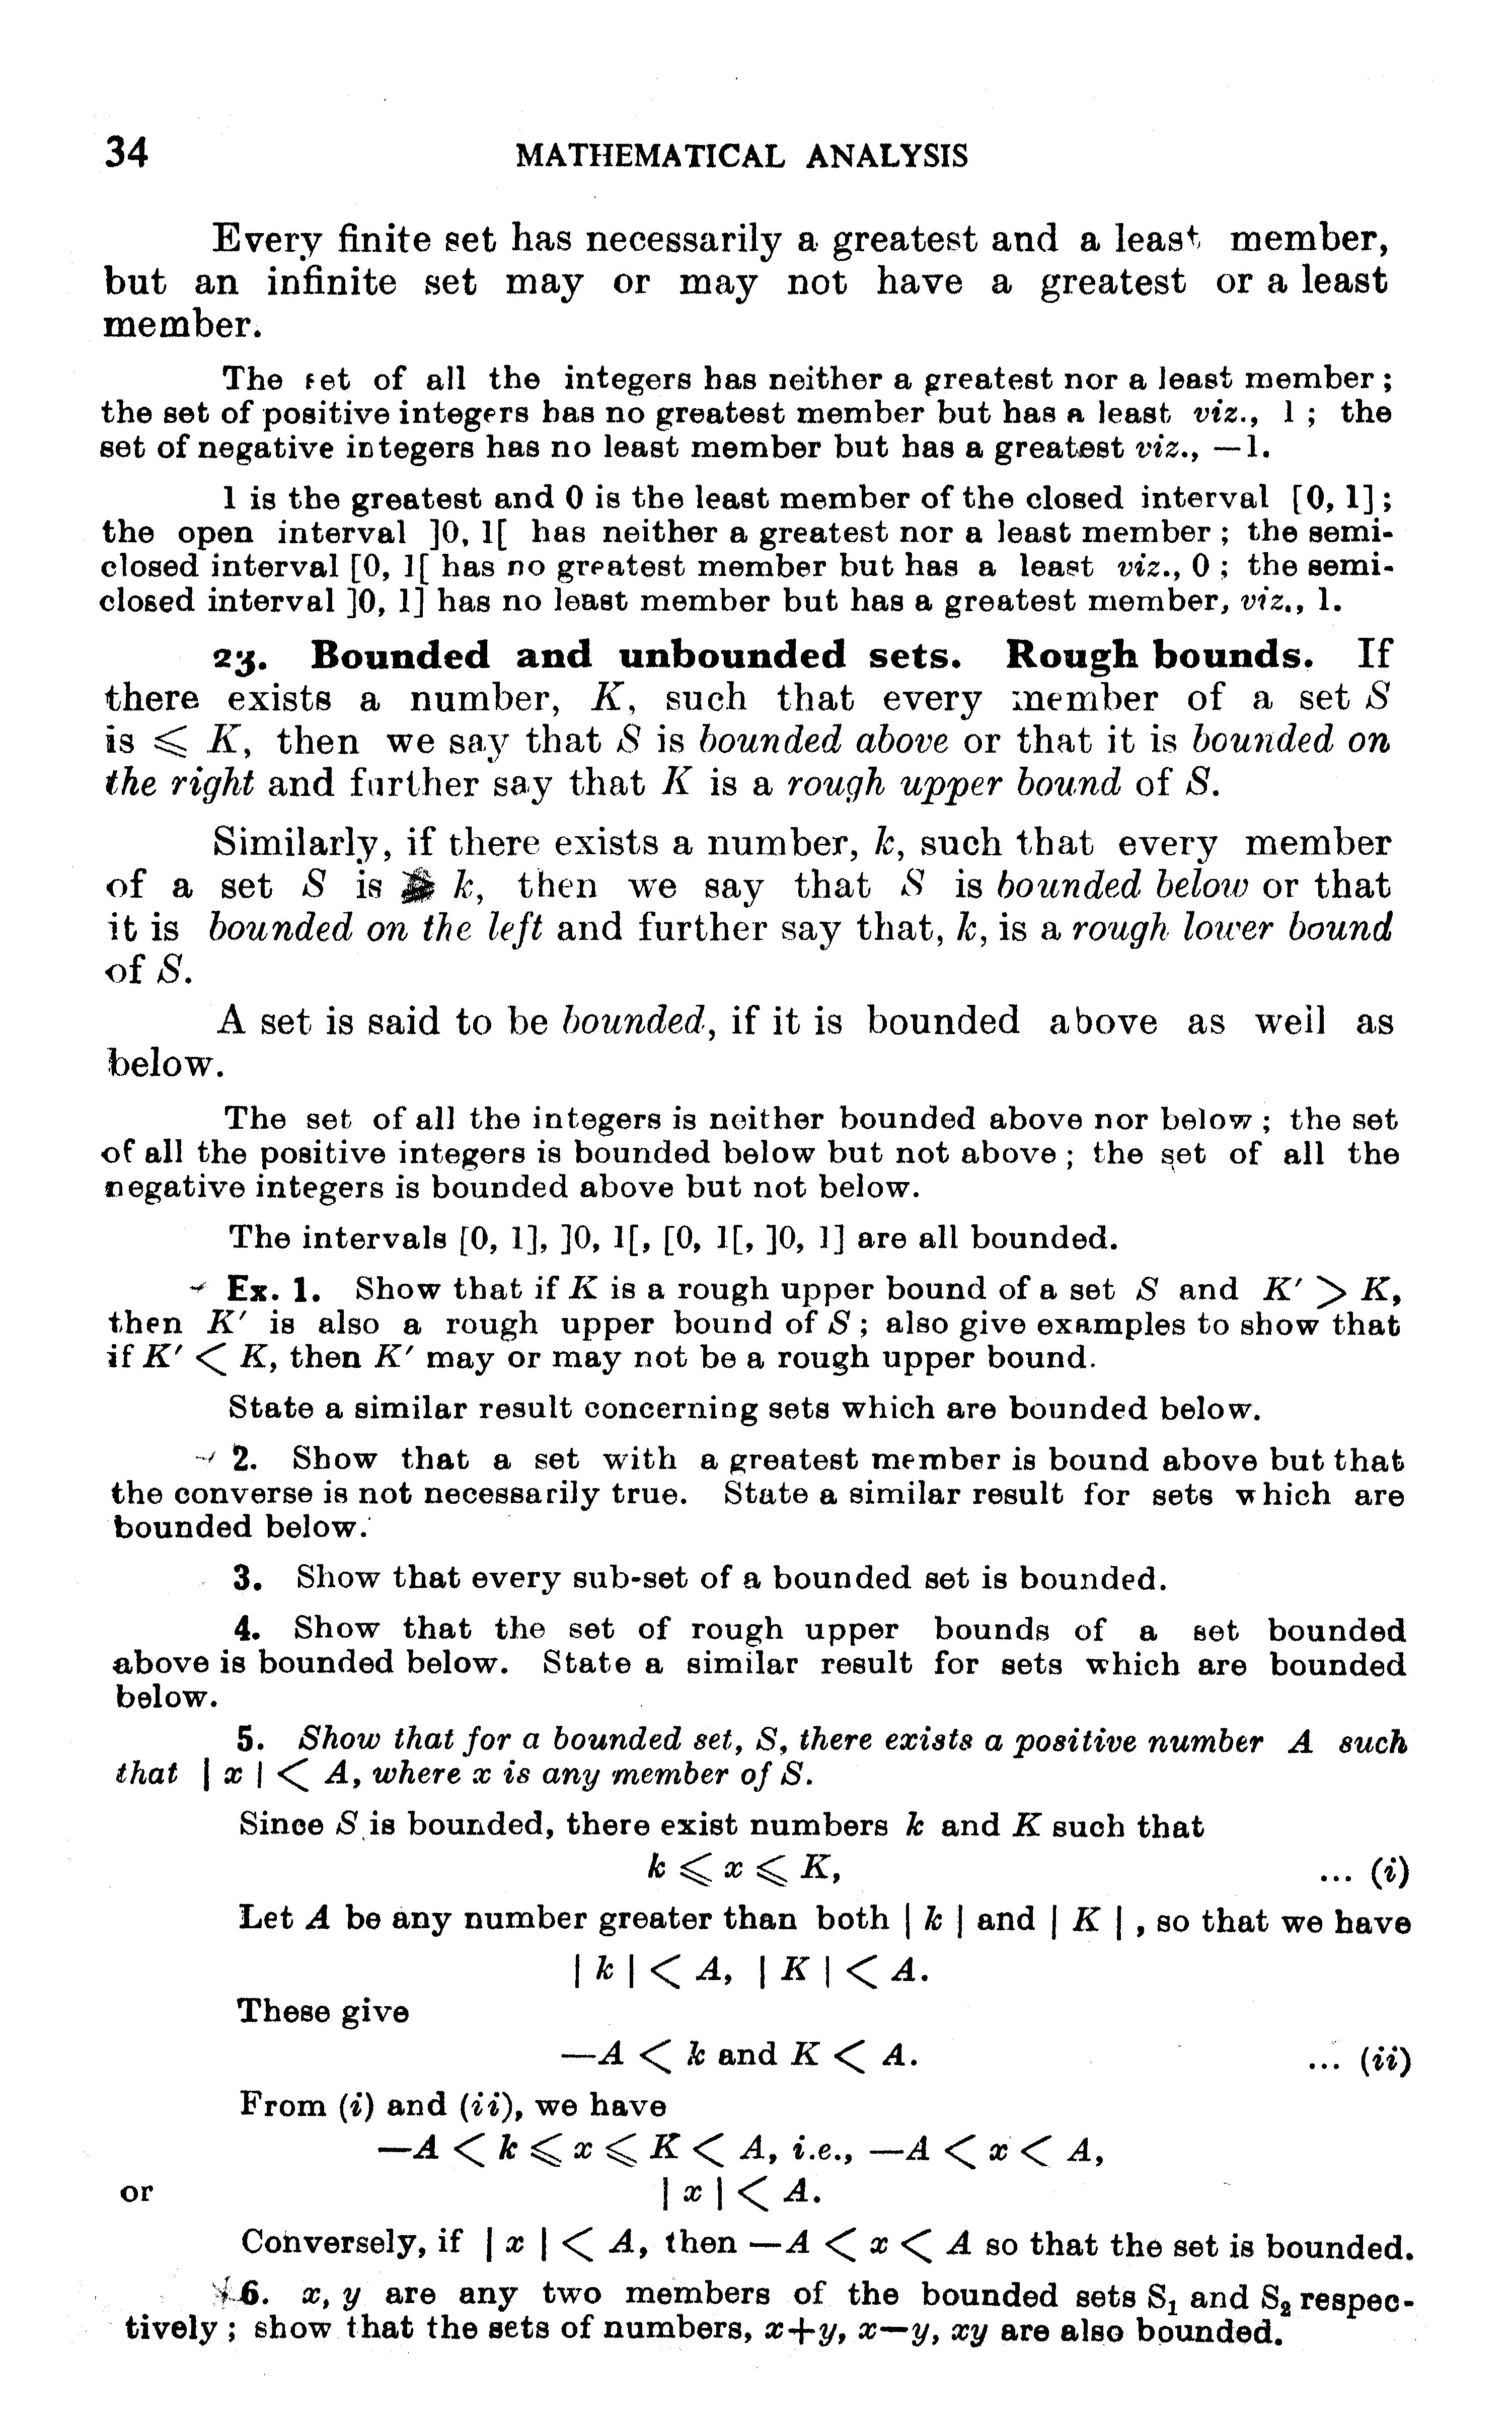 34 MATHEMATICAL ANALYSIS
Every finite set has necessarily a greatest and a least member,
but an infinite set may or may not have a greatest or a least
member.
The set of all the integers has neither a greatest nor a least member ;
the set of positive integers has no greatest member but has a least viz., 1 ; the
set of negative integers has no least member but has a greatest viz., —1.
1 is the greatest and 0 is the least member of the closed interval [0, 1] ;
the open interval ]0, 1[ has neither a greatest nor a least member ; the semi-
closed interval [0, 1[ has no greatest member but has a least viz., 0 ; the semi-
closed interval ]0, 1] has no least member but has a greatest member, viz., 1.
23. Bounded and unbounded sets. Rough bounds. If
there exists a number, K, such that every member of a set S
is ⩽ K, then we say that S is bounded above or that it is bounded on
the right and further say that K is a rough upper bound of S.
Similarly, if there exists a number, k, such that every member
of a set S is k, then we say that S is bounded below or that
it is bounded on the left and further say that, k, is a rough lower bound
of S.
A set is said to be bounded, if it is bounded above as well as
below.
The set of all the integers is neither bounded above nor below ; the set
of all the positive integers is bounded below but not above ; the set of all the
negative integers is bounded above but not below.
The intervals [0, 1], ]0, 1[, [0, 1[, ]0, 1] are all bounded.
Ex. 1. Show that if K is a rough upper bound of a set S and K′ > K,
then K′ is also a rough upper bound of S ; also give examples to show that
if K′ < K, then K′ may or may not be a rough upper bound.
State a similar result concerning sets which are bounded below.
2. Show that a set with a greatest member is bound above but that
the converse is not necessarily true. State a similar result for sets which are
bounded below.
3. Show that every sub-set of a bounded set is bounded.
4. Show that the set of rough upper bounds of a set bounded
above is bounded below. State a similar result for sets which are bounded
below.
5. Show that for a bounded set, S, there exists a positive number A such
that | x | < A, where x is any member of S.
Since S is bounded, there exist numbers k and K such that
k ⩽ x ⩽ K, ... (i)
Let A be any number greater than both | k | and | K | , so that we have
| k | < A, | K | < A.
These give
—A < k and K < A. ... (ii)
From (i) and (ii), we have
—A < k ⩽ x ⩽ K < A, i.e., —A < x < A,
or | x | < A.
Conversely, if | x | < A, then —A < x < A so that the set is bounded.
6. x, y are any two members of the bounded sets S₁ and S₂ respec-
tively ; show that the sets of numbers, x+y, x—y, xy are also bounded.